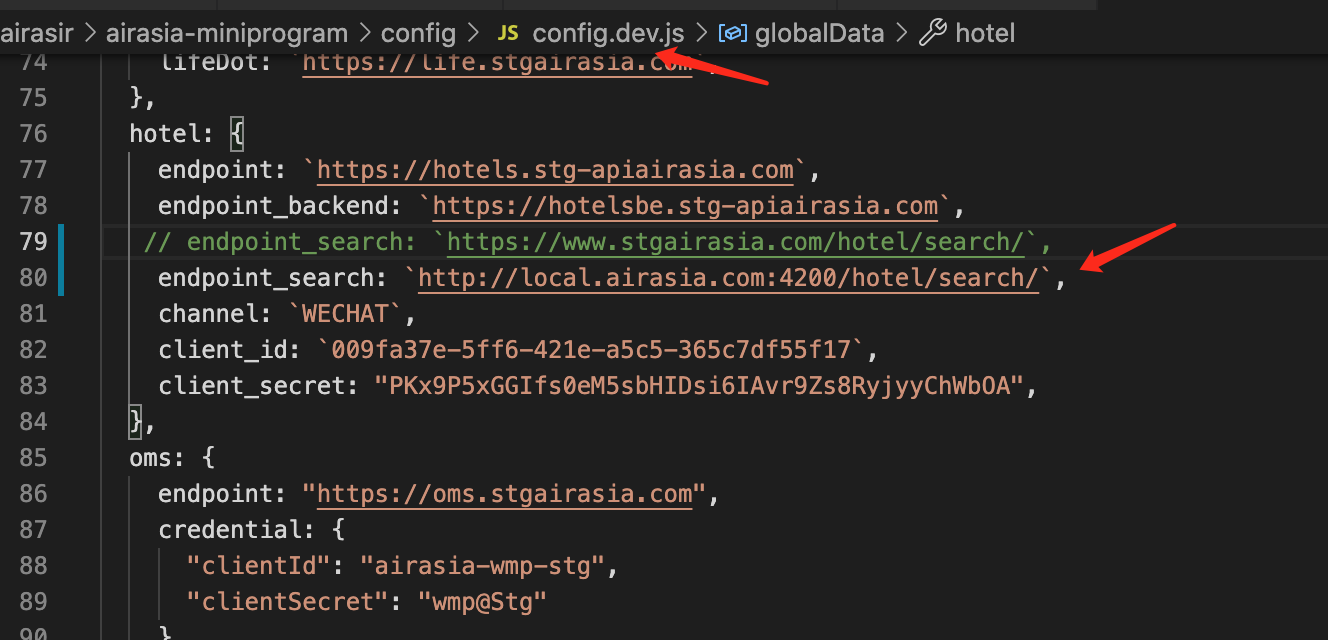 airasir > airasia-miniprogram > config > JS config.dev.js > globalData > hotel
74 lifeDot: `https://life.stgairasia.com`,
75 },
76 hotel: {
77 endpoint: `https://hotels.stg-apiairasia.com`,
78 endpoint_backend: `https://hotelsbe.stg-apiairasia.com`,
79 // endpoint_search: `https://www.stgairasia.com/hotel/search/`,
80 endpoint_search: `http://local.airasia.com:4200/hotel/search/`,
81 channel: `WECHAT`,
82 client_id: `009fa37e-5ff6-421e-a5c5-365c7df55f17`,
83 client_secret: "PKx9P5xGGIfs0eM5sbHIDsi6IAvr9Zs8RyjyyChWbOA",
84 },
85 oms: {
86 endpoint: "https://oms.stgairasia.com",
87 credential: {
88 "clientId": "airasia-wmp-stg",
89 "clientSecret": "wmp@Stg"
90 }